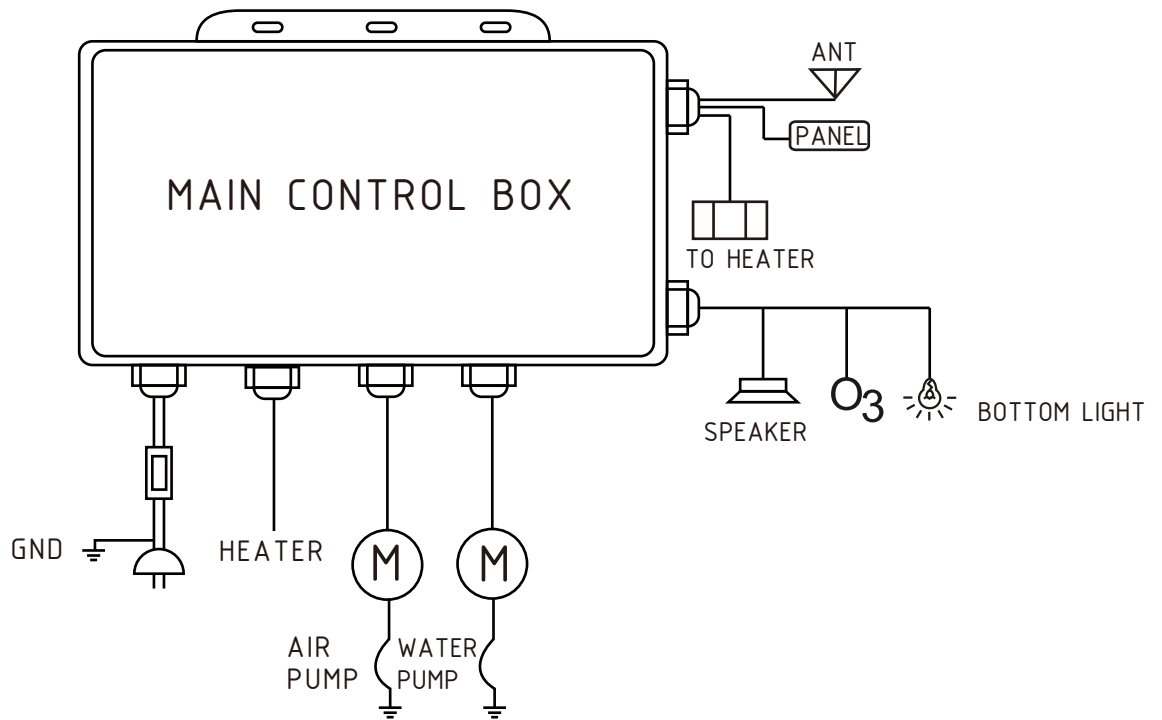 ANT
PANEL
MAIN CONTROL BOX
TO HEATER
O3
SPEAKER
BOTTOM LIGHT
GND
HEATER
M
M
AIR
PUMP
WATER
PUMP